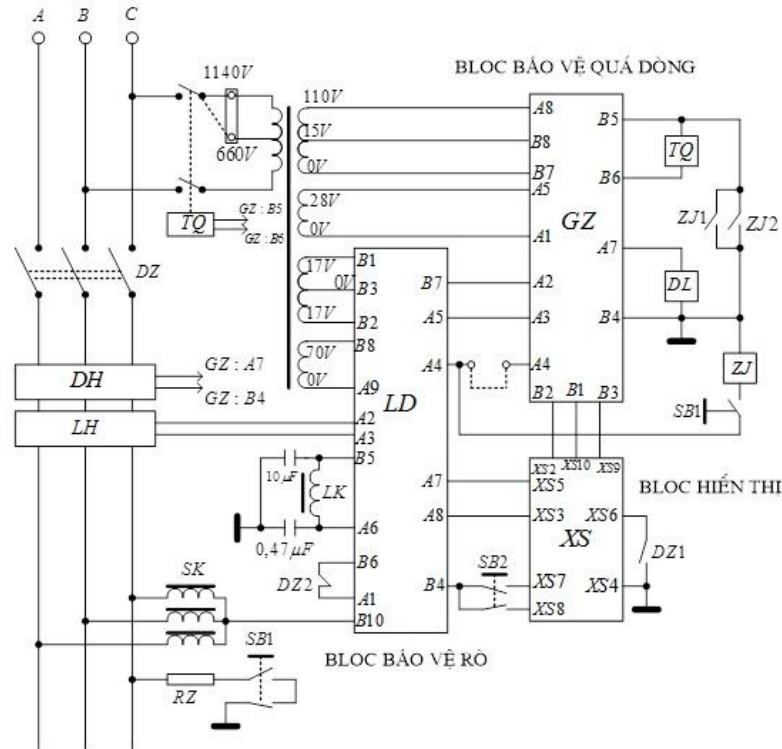 A B C
BLOC BẢO VỆ QUÁ DÒNG
1140V
660V
110V
15V
0V
28V
0V
A8
B8
B7
A5
A1
A2
A3
A4
B2 B1 B3
GZ
B5
B6
A7
B4
TQ
DL
ZJ1
ZJ2
ZJ
SB1
TQ
GZ : B5
GZ : B6
DZ
17V
0V
17V
70V
0V
B1
B3
B2
B8
A9
A2
A3
B5
A6
B6
A1
B10
LD
B7
A5
A4
A7
A8
B4
DH
GZ : A7
GZ : B4
LH
10 μF
LK
0,47 μF
DZ2
SK
RZ
SB1
BLOC BẢO VỆ RÒ
SB2
XS2 XS10 XS9
XS5
XS3
XS7
XS8
XS
XS6
XS4
DZ1
BLOC HIỂN THỊ